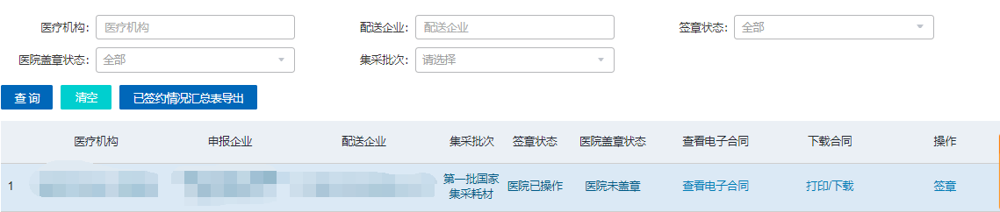 医疗机构： 医疗机构 配送企业： 配送企业 签章状态： 全部
医院盖章状态： 全部 集采批次： 请选择
查 询 清空 已签约情况汇总表导出
医疗机构 申报企业 配送企业 集采批次 签章状态 医院盖章状态 查看电子合同 下载合同 操作
1 第一批国家 医院已操作 医院未盖章 查看电子合同 打印/下载 签章
集采耗材